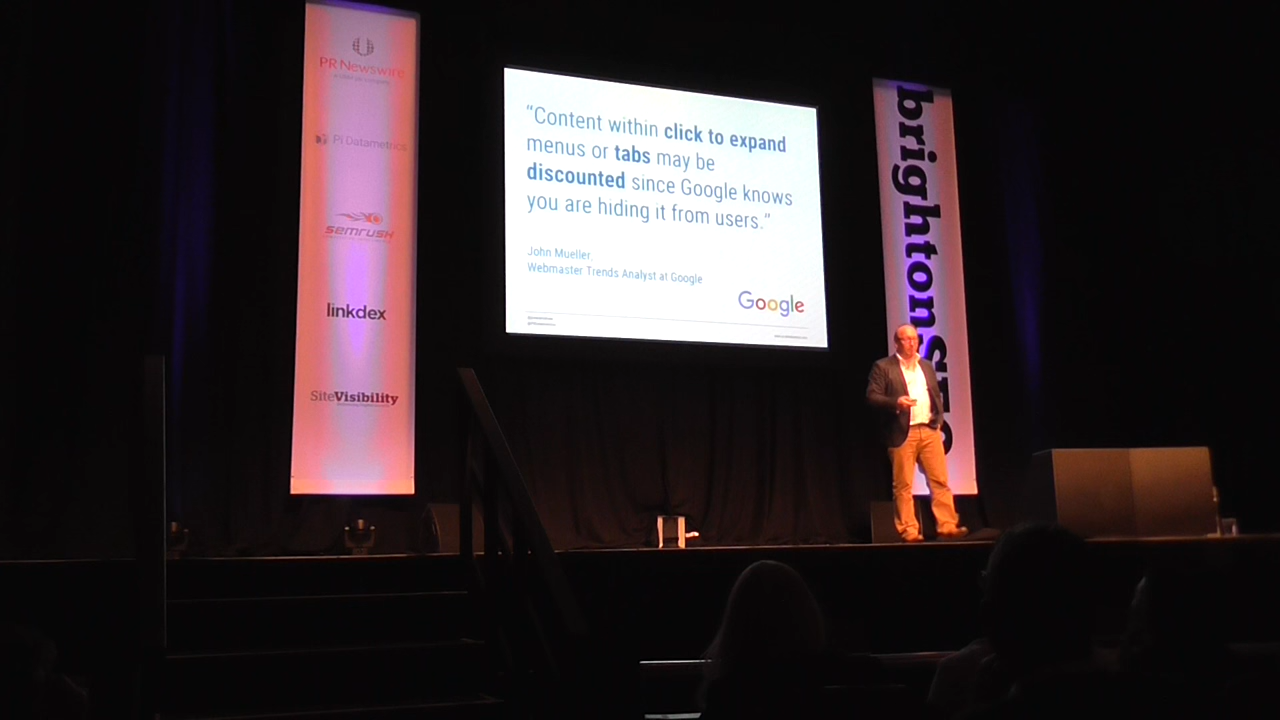 PR Newswire
Pi Datametrics
semrush
linkdex
SiteVisibility
“Content within click to expand
menus or tabs may be
discounted since Google knows
you are hiding it from users.”
John Mueller,
Webmaster Trends Analyst at Google
Google
brightonSEO